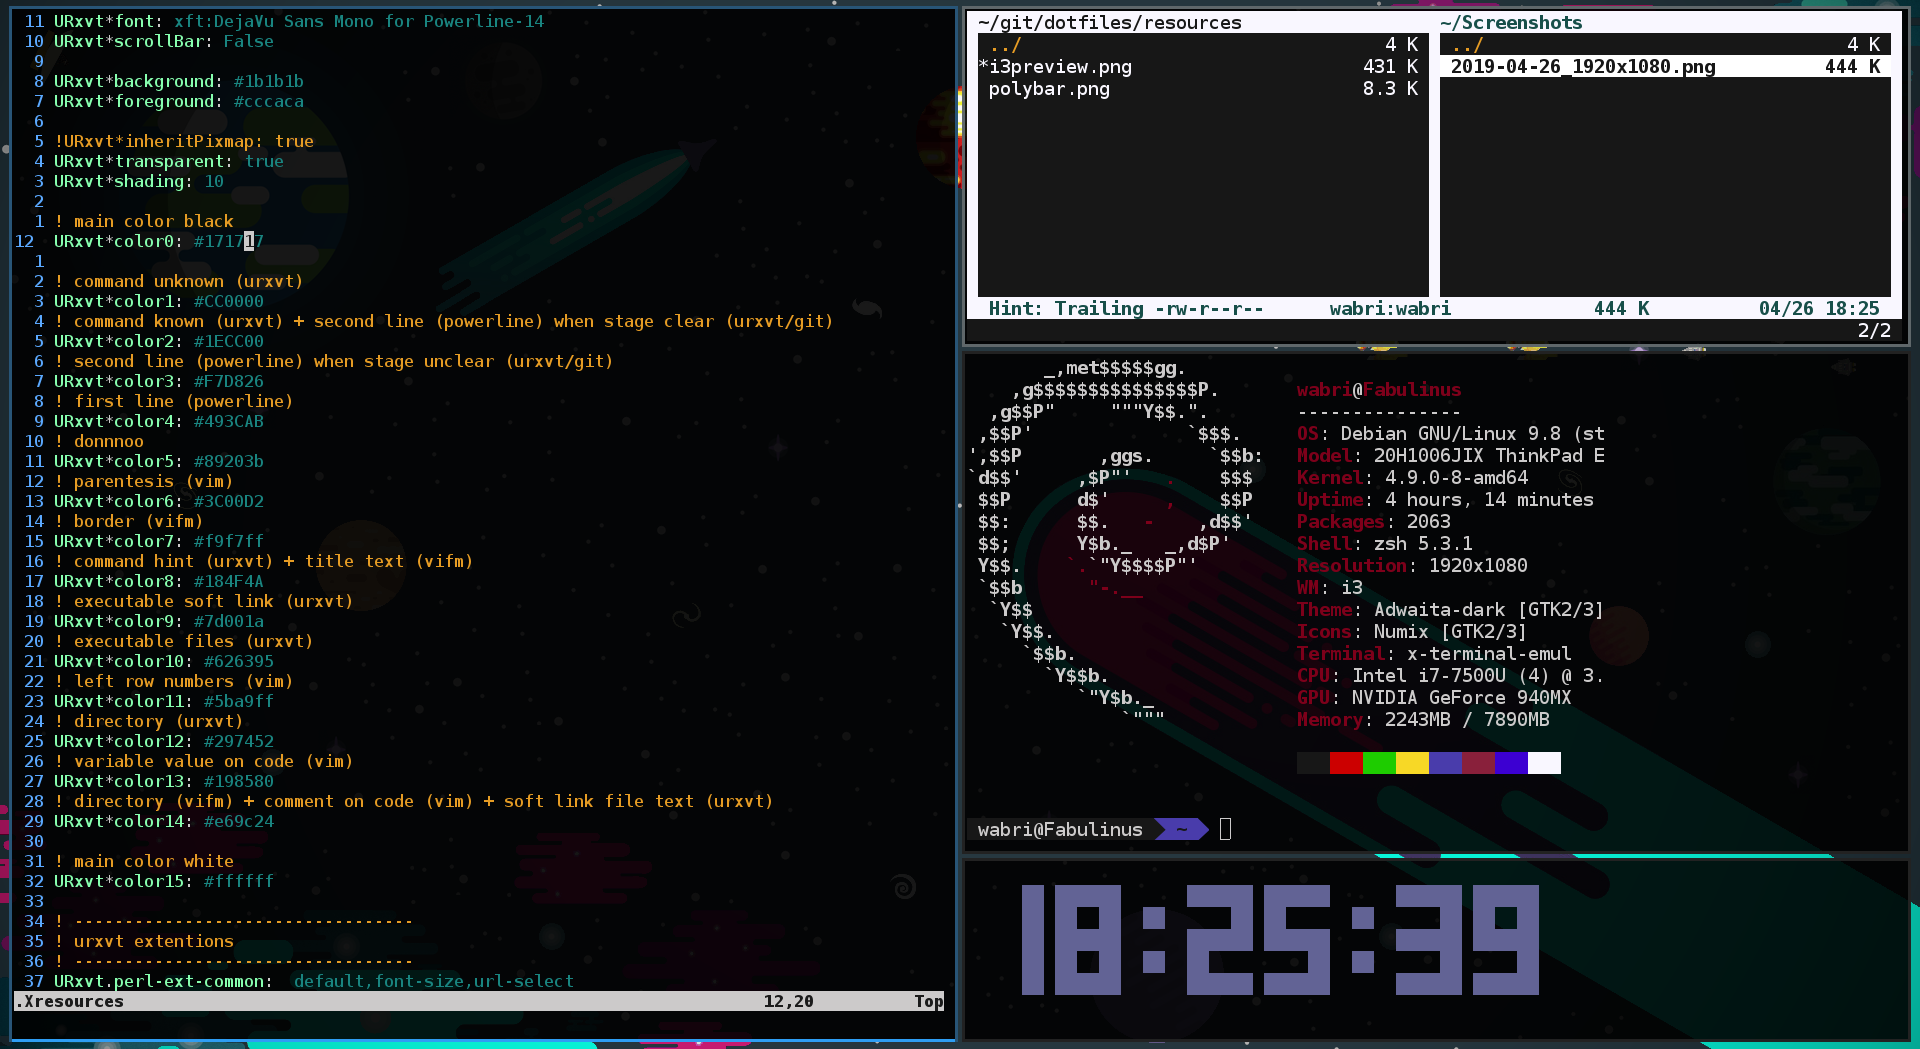 11 URxvt*font: xft:DejaVu Sans Mono for Powerline-14
10 URxvt*scrollBar: False
9
8 URxvt*background: #1b1b1b
7 URxvt*foreground: #cccaca
6
5 !URxvt*inheritPixmap: true
4 URxvt*transparent: true
3 URxvt*shading: 10
2
1 ! main color black
12 URxvt*color0: #171717
1
2 ! command unknown (urxvt)
3 URxvt*color1: #CC0000
4 ! command known (urxvt) + second line (powerline) when stage clear (urxvt/git)
5 URxvt*color2: #1ECC00
6 ! second line (powerline) when stage unclear (urxvt/git)
7 URxvt*color3: #F7D826
8 ! first line (powerline)
9 URxvt*color4: #493CAB
10 ! donnnoo
11 URxvt*color5: #89203b
12 ! parentesis (vim)
13 URxvt*color6: #3C00D2
14 ! border (vifm)
15 URxvt*color7: #f9f7ff
16 ! command hint (urxvt) + title text (vifm)
17 URxvt*color8: #184F4A
18 ! executable soft link (urxvt)
19 URxvt*color9: #7d001a
20 ! executable files (urxvt)
21 URxvt*color10: #626395
22 ! left row numbers (vim)
23 URxvt*color11: #5ba9ff
24 ! directory (urxvt)
25 URxvt*color12: #297452
26 ! variable value on code (vim)
27 URxvt*color13: #198580
28 ! directory (vifm) + comment on code (vim) + soft link file text (urxvt)
29 URxvt*color14: #e69c24
30
31 ! main color white
32 URxvt*color15: #ffffff
33
34 ! ----------------------------------
35 ! urxvt extentions
36 ! ----------------------------------
37 URxvt.perl-ext-common:  default,font-size,url-select
.Xresources 12,20 Top
~/git/dotfiles/resources
../ 4 K
*i3preview.png 431 K
polybar.png 8.3 K
~/Screenshots
../ 4 K
2019-04-26_1920x1080.png 444 K
Hint: Trailing -rw-r--r-- wabri:wabri 444 K 04/26 18:25
2/2
       _,met$$$$$gg.
    ,g$$$$$$$$$$$$$$$P.
  ,g$$P"     """Y$$.".
 ,$$P'              `$$$.
',$$P       ,ggs.     `$$b:
`d$$'     ,$P"'   .    $$$
 $$P      d$'     ,    $$P
 $$:      $$.   -    ,d$$'
 $$;      Y$b._   _,d$P'
 Y$$.    `.`"Y$$$$P"'
 `$$b      "-.__
  `Y$$
   `Y$$.
     `$$b.
       `Y$$b.
          `"Y$b._
              `"""
wabri@Fabulinus
---------------
OS: Debian GNU/Linux 9.8 (st
Model: 20H1006JIX ThinkPad E
Kernel: 4.9.0-8-amd64
Uptime: 4 hours, 14 minutes
Packages: 2063
Shell: zsh 5.3.1
Resolution: 1920x1080
WM: i3
Theme: Adwaita-dark [GTK2/3]
Icons: Numix [GTK2/3]
Terminal: x-terminal-emul
CPU: Intel i7-7500U (4) @ 3.
GPU: NVIDIA GeForce 940MX
Memory: 2243MB / 7890MB
wabri@Fabulinus ~
18:25:39